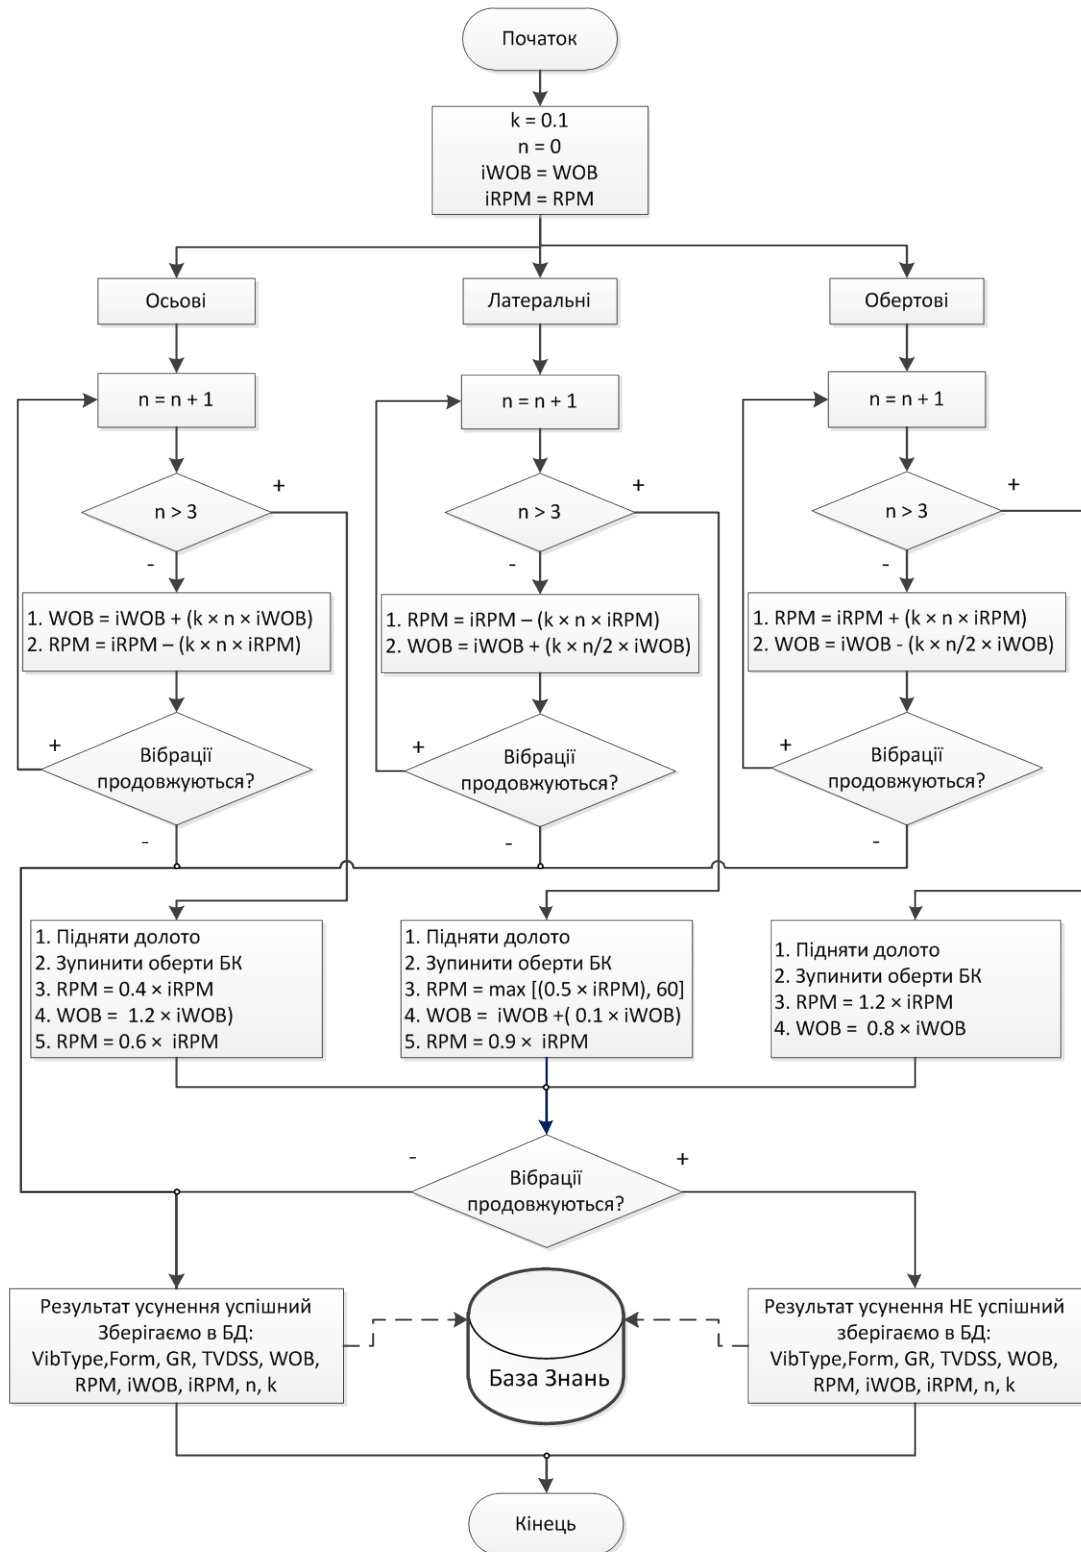 Початок
k = 0.1
n = 0
iWOB = WOB
iRPM = RPM
Осьові
Латеральні
Обертові
n = n + 1
n = n + 1
n = n + 1
n > 3
+
n > 3
+
n > 3
+
-
-
-
1. WOB = iWOB + (k × n × iWOB)
2. RPM = iRPM – (k × n × iRPM)
1. RPM = iRPM – (k × n × iRPM)
2. WOB = iWOB + (k × n/2 × iWOB)
1. RPM = iRPM + (k × n × iRPM)
2. WOB = iWOB - (k × n/2 × iWOB)
+
Вібрації
продовжуються?
+
Вібрації
продовжуються?
+
Вібрації
продовжуються?
-
-
-
1. Підняти долото
2. Зупинити оберти БК
3. RPM = 0.4 × iRPM
4. WOB = 1.2 × iWOB)
5. RPM = 0.6 × iRPM
1. Підняти долото
2. Зупинити оберти БК
3. RPM = max [(0.5 × iRPM), 60]
4. WOB = iWOB +( 0.1 × iWOB)
5. RPM = 0.9 × iRPM
1. Підняти долото
2. Зупинити оберти БК
3. RPM = 1.2 × iRPM
4. WOB = 0.8 × iWOB
-
Вібрації
продовжуються?
+
Результат усунення успішний
Зберігаємо в БД:
VibType,Form, GR, TVDSS, WOB,
RPM, iWOB, iRPM, n, k
База Знань
Результат усунення НЕ успішний
зберігаємо в БД:
VibType,Form, GR, TVDSS, WOB,
RPM, iWOB, iRPM, n, k
Кінець